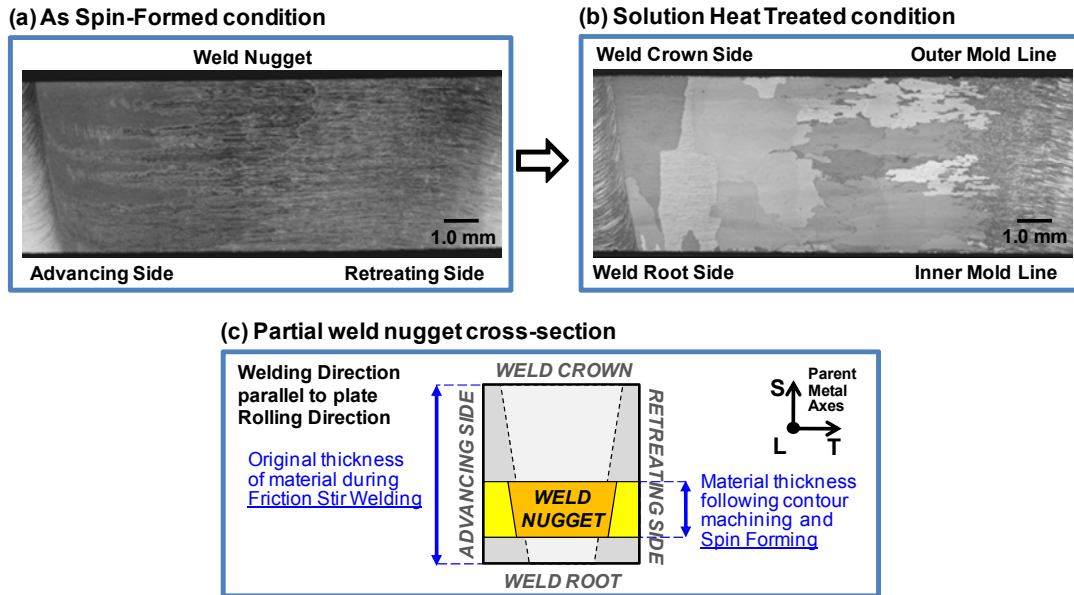 (a) As Spin-Formed condition
Weld Nugget
1.0 mm
Advancing Side
Retreating Side
(b) Solution Heat Treated condition
Weld Crown Side
Outer Mold Line
1.0 mm
Weld Root Side
Inner Mold Line
(c) Partial weld nugget cross-section
Welding Direction
parallel to plate
Rolling Direction
Original thickness
of material during
Friction Stir Welding
WELD CROWN
ADVANCING SIDE
WELD
NUGGET
RETREATING SIDE
WELD ROOT
S
L
T
Parent
Metal
Axes
Material thickness
following contour
machining and
Spin Forming